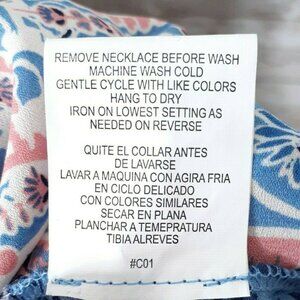 REMOVE NECKLACE BEFORE WASH
MACHINE WASH COLD
GENTLE CYCLE WITH LIKE COLORS
HANG TO DRY
IRON ON LOWEST SETTING AS
NEEDED ON REVERSE
QUITE EL COLLAR ANTES
DE LAVARSE
LAVAR A MAQUINA CON AGIRA FRIA
EN CICLO DELICADO
CON COLORES SIMILARES
SECAR EN PLANA
PLANCHAR A TEMEPRATURA
TIBIA ALREVES
#C01